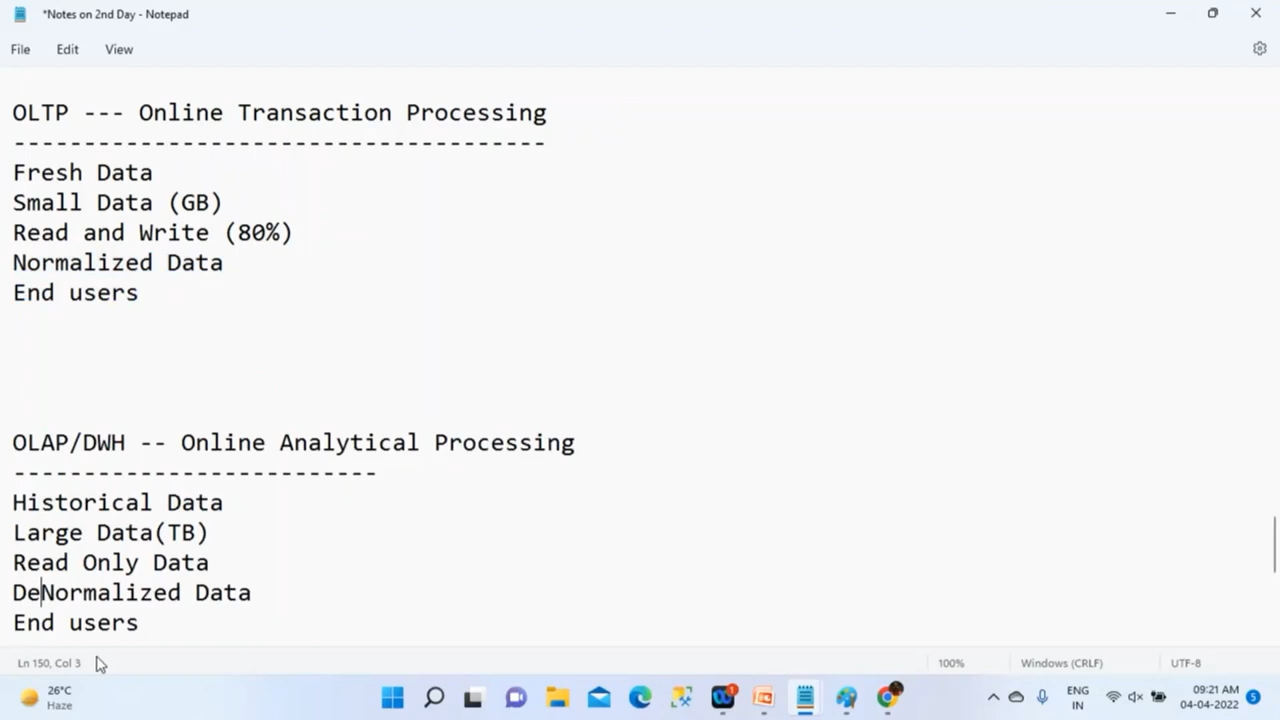 *Notes on 2nd Day - Notepad
File Edit View
OLTP --- Online Transaction Processing
--------------------------------------
Fresh Data
Small Data (GB)
Read and Write (80%)
Normalized Data
End users
OLAP/DWH -- Online Analytical Processing
--------------------------
Historical Data
Large Data(TB)
Read Only Data
DeNormalized Data
End users
Ln 150, Col 3 100% Windows (CRLF) UTF-8
26°C
Haze
1
ENG
IN
09:21 AM
04-04-2022
5